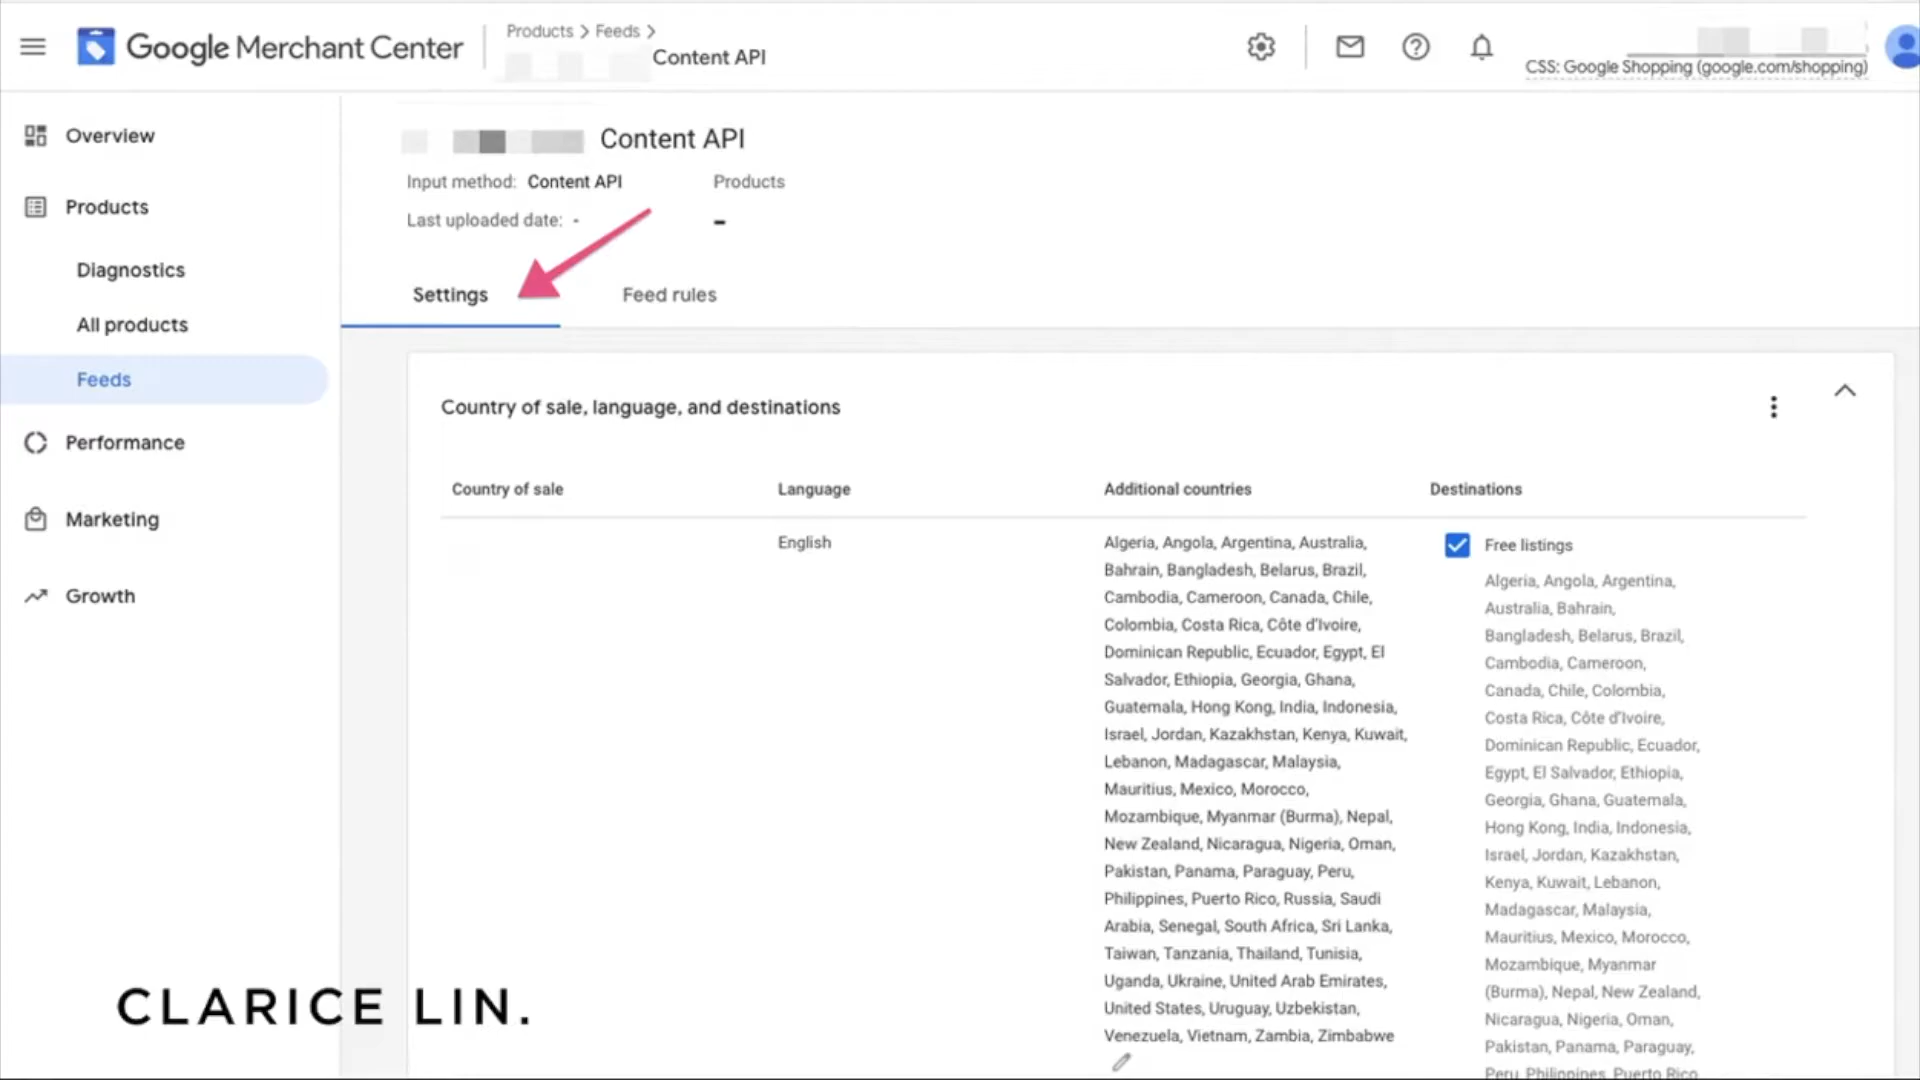 Google Merchant Center
Products > Feeds >
Content API
CSS: Google Shopping (google.com/shopping)
Overview
Products
Diagnostics
All products
Feeds
Performance
Marketing
Growth
Content API
Input method: Content API
Products
Last uploaded date: -
-
Settings
Feed rules
Country of sale, language, and destinations
Country of sale
Language
Additional countries
Destinations
English
Algeria, Angola, Argentina, Australia,
Bahrain, Bangladesh, Belarus, Brazil,
Cambodia, Cameroon, Canada, Chile,
Colombia, Costa Rica, Côte d'Ivoire,
Dominican Republic, Ecuador, Egypt, El
Salvador, Ethiopia, Georgia, Ghana,
Guatemala, Hong Kong, India, Indonesia,
Israel, Jordan, Kazakhstan, Kenya, Kuwait,
Lebanon, Madagascar, Malaysia,
Mauritius, Mexico, Morocco,
Mozambique, Myanmar (Burma), Nepal,
New Zealand, Nicaragua, Nigeria, Oman,
Pakistan, Panama, Paraguay, Peru,
Philippines, Puerto Rico, Russia, Saudi
Arabia, Senegal, South Africa, Sri Lanka,
Taiwan, Tanzania, Thailand, Tunisia,
Uganda, Ukraine, United Arab Emirates,
United States, Uruguay, Uzbekistan,
Venezuela, Vietnam, Zambia, Zimbabwe
Free listings
Algeria, Angola, Argentina,
Australia, Bahrain,
Bangladesh, Belarus, Brazil,
Cambodia, Cameroon,
Canada, Chile, Colombia,
Costa Rica, Côte d'Ivoire,
Dominican Republic, Ecuador,
Egypt, El Salvador, Ethiopia,
Georgia, Ghana, Guatemala,
Hong Kong, India, Indonesia,
Israel, Jordan, Kazakhstan,
Kenya, Kuwait, Lebanon,
Madagascar, Malaysia,
Mauritius, Mexico, Morocco,
Mozambique, Myanmar
(Burma), Nepal, New Zealand,
Nicaragua, Nigeria, Oman,
Pakistan, Panama, Paraguay,
Peru, Philippines, Puerto Rico
CLARICE LIN.